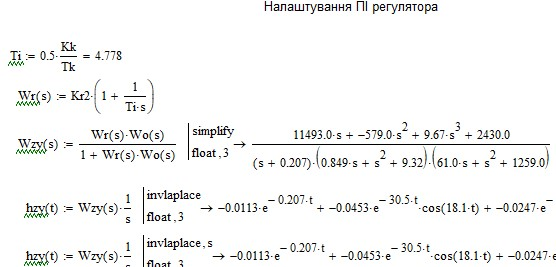 Налаштування ПІ регулятора
Ti := 0.5·Kk/Tk = 4.778
Wr(s) := Kr2·(1 + 1/(Ti·s))
Wzy(s) := Wr(s)·Wo(s)/(1 + Wr(s)·Wo(s)) |simplify float,3 → (11493.0·s + -579.0·s² + 9.67·s³ + 2430.0)/((s + 0.207)·(0.849·s + s² + 9.32)·(61.0·s + s² + 1259.0))
hzy(t) := Wzy(s)·1/s |invlaplace float,3 → -0.0113·e^(-0.207·t) + -0.0453·e^(-30.5·t)·cos(18.1·t) + -0.0247·e^-
hzy(t) := Wzy(s)·1/s |invlaplace,s float,3 → -0.0113·e^(-0.207·t) + -0.0453·e^(-30.5·t)·cos(18.1·t) + -0.0247·